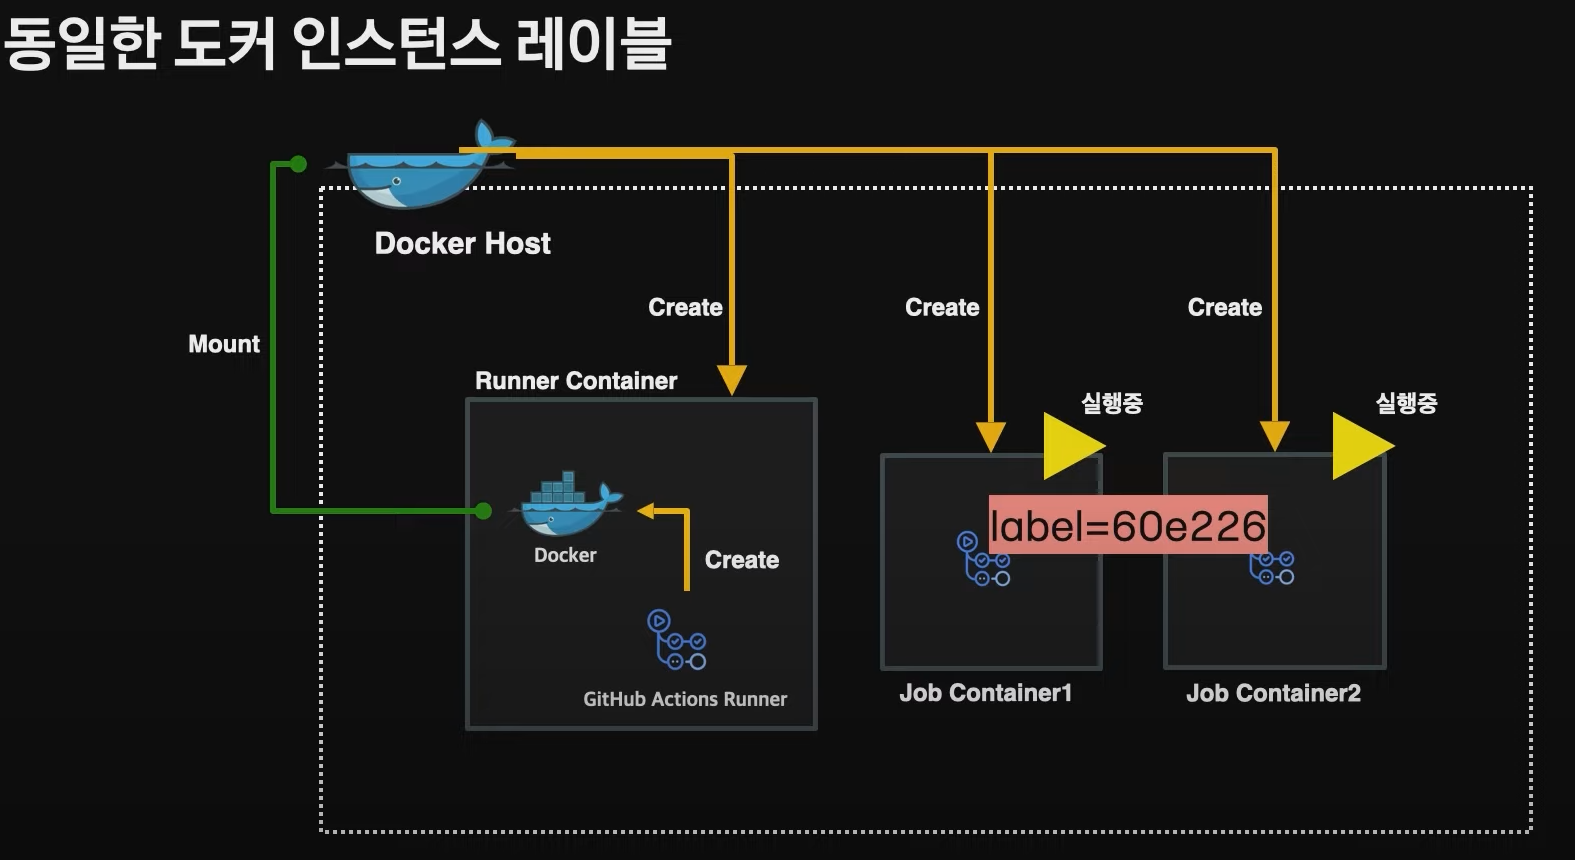 동일한 도커 인스턴스 레이블
Docker Host
Create
Create
Create
Mount
Runner Container
실행중
실행중
label=60e226
Docker
Create
GitHub Actions Runner
Job Container1
Job Container2